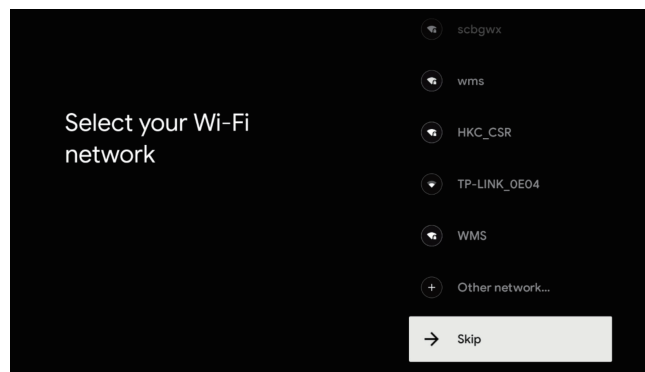 Select your Wi-Fi
network
scbgwx
wms
HKC_CSR
TP-LINK_0E04
WMS
Other network...
Skip